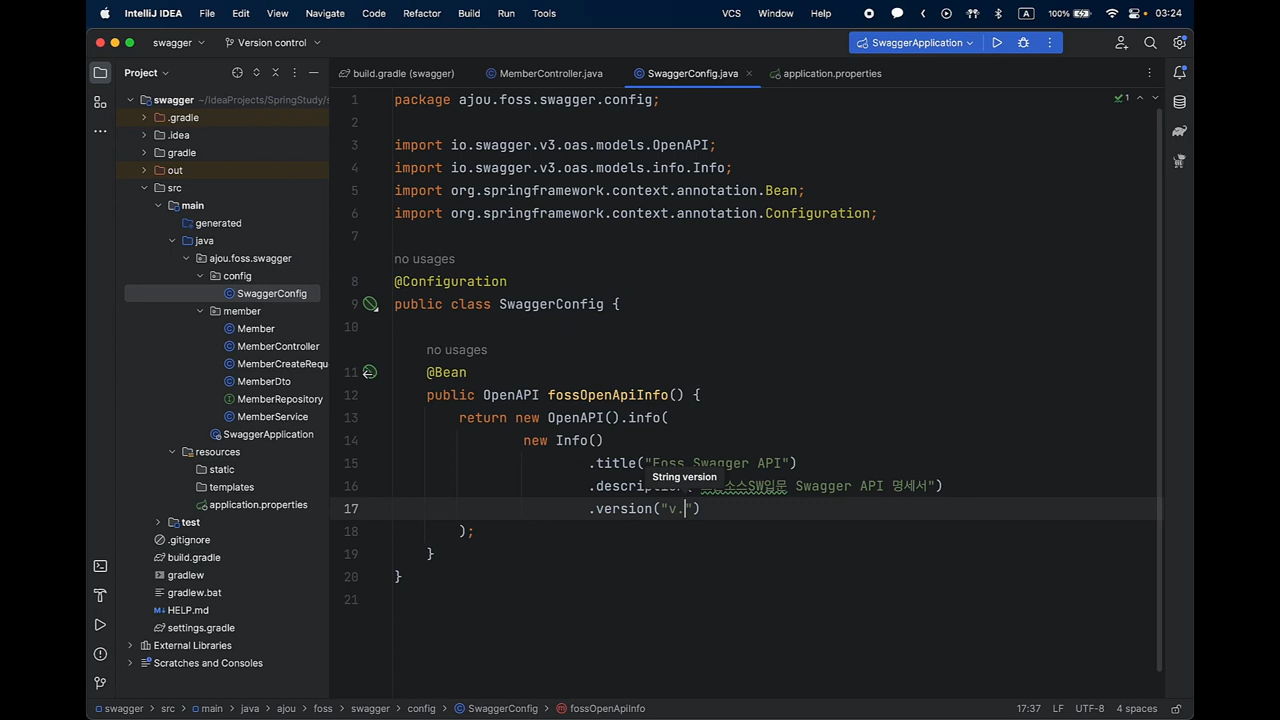 IntelliJ IDEA File Edit View Navigate Code Refactor Build Run Tools VCS Window Help A 100% 03:24
swagger Version control SwaggerApplication
Project
build.gradle (swagger) MemberController.java SwaggerConfig.java application.properties
swagger ~/IdeaProjects/SpringStudy/s
.gradle
.idea
gradle
out
src
main
generated
java
ajou.foss.swagger
config
SwaggerConfig
member
Member
MemberController
MemberCreateRequ
MemberDto
MemberRepository
MemberService
SwaggerApplication
resources
static
templates
application.properties
test
.gitignore
build.gradle
gradlew
gradlew.bat
HELP.md
settings.gradle
External Libraries
Scratches and Consoles
1 package ajou.foss.swagger.config;
2
3 import io.swagger.v3.oas.models.OpenAPI;
4 import io.swagger.v3.oas.models.info.Info;
5 import org.springframework.context.annotation.Bean;
6 import org.springframework.context.annotation.Configuration;
7
no usages
8 @Configuration
9 public class SwaggerConfig {
10
no usages
11 @Bean
12 public OpenAPI fossOpenApiInfo() {
13 return new OpenAPI().info(
14 new Info()
15 .title("Foss Swagger API")
String version
16 .description( Swagger API 명세서")
17 .version("v.")
18 );
19 }
20 }
21
1
swagger src main java ajou foss swagger config SwaggerConfig fossOpenApiInfo 17:37 LF UTF-8 4 spaces